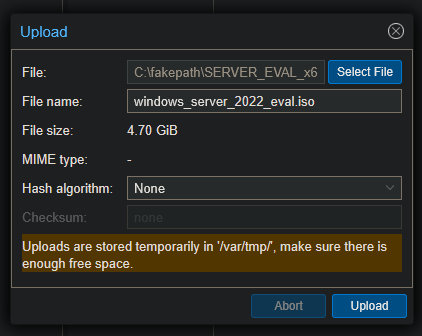 Upload
File: C:\fakepath\SERVER_EVAL_x6 Select File
File name: windows_server_2022_eval.iso
File size: 4.70 GiB
MIME type: -
Hash algorithm: None
Checksum: none
Uploads are stored temporarily in '/var/tmp/', make sure there is
enough free space.
Abort Upload